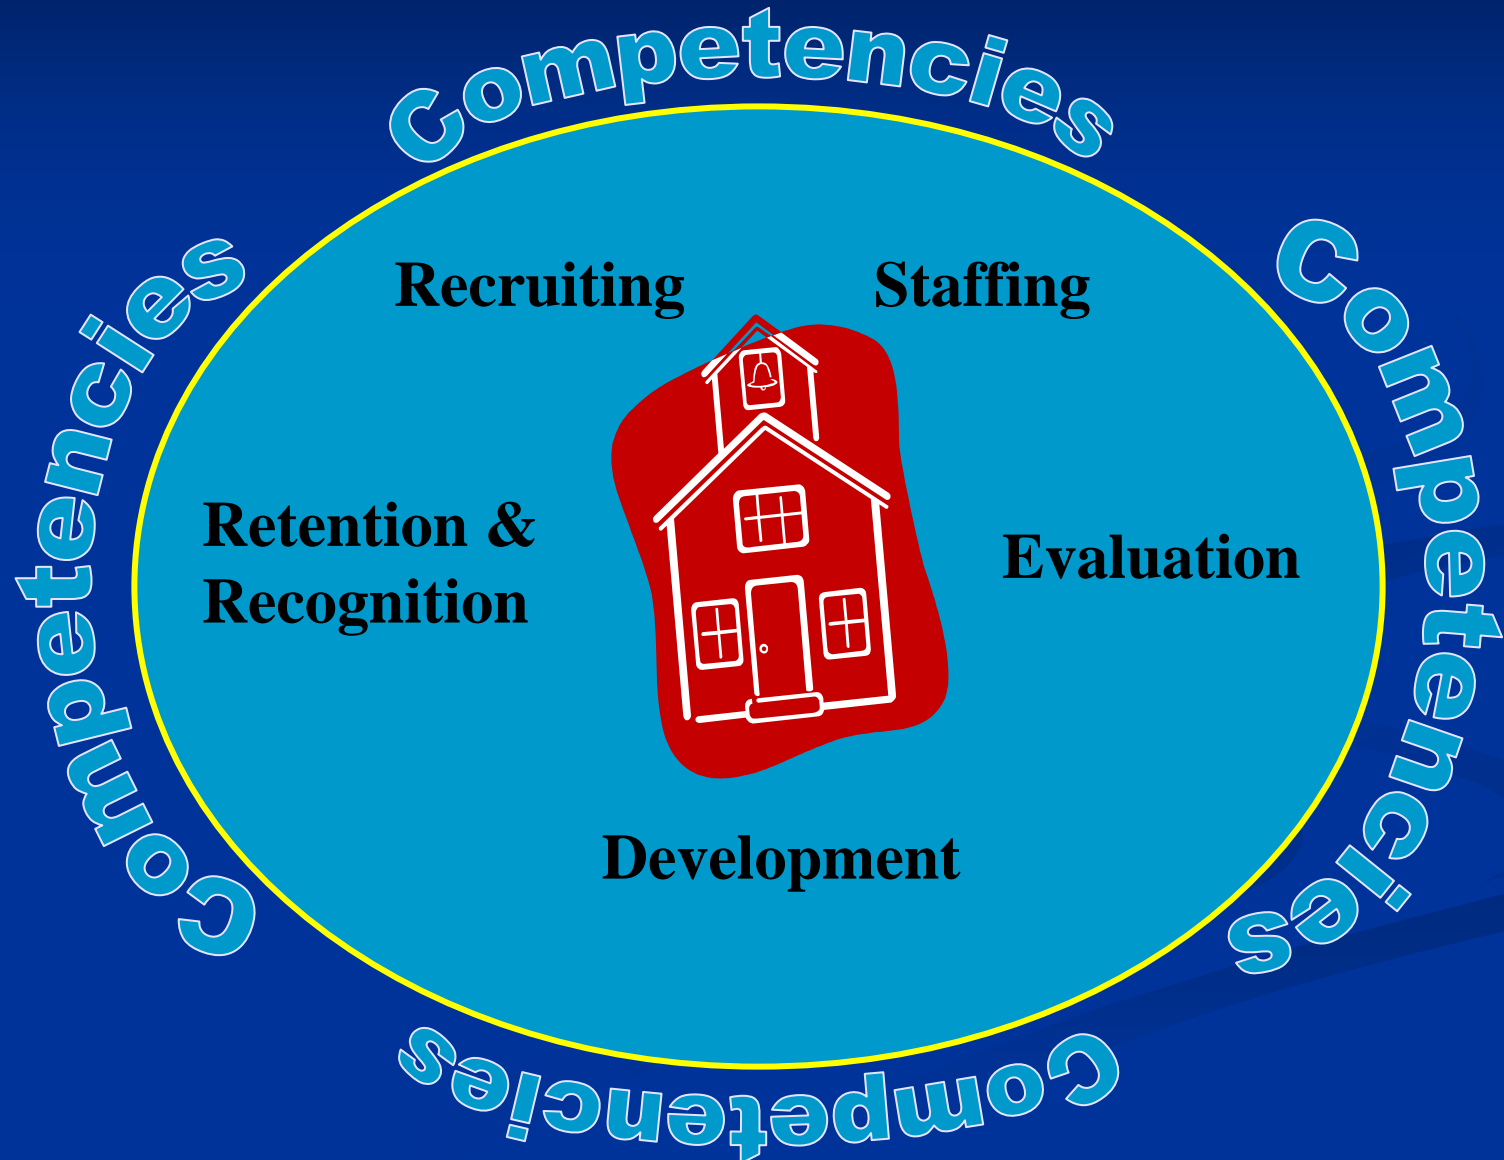 Competencies
Recruiting
Staffing
Competencies
Competencies
Retention &
Recognition
Evaluation
Development
Competencies